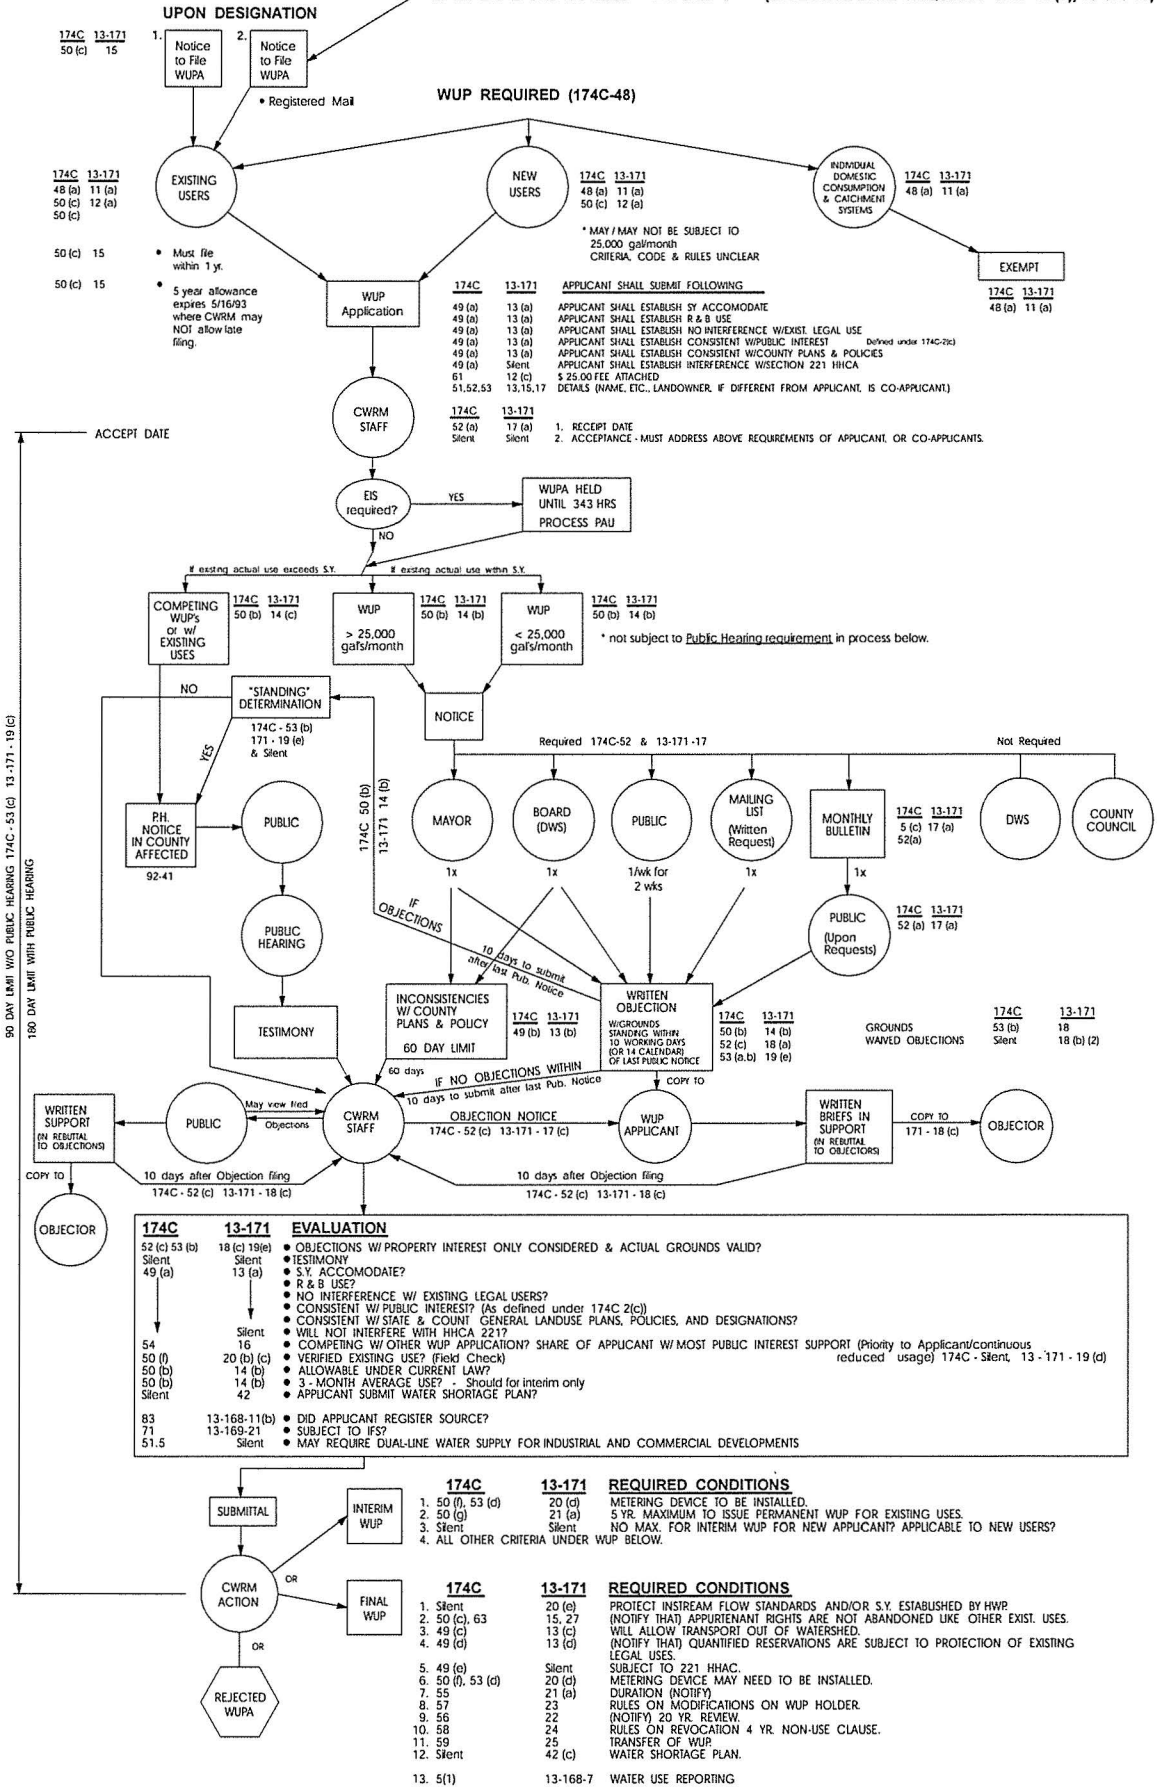 UPON DESIGNATION
174C 13-171
50 (c) 15
1.
Notice
to File
WUPA
2.
Notice
to File
WUPA
• Registered Mail
WUP REQUIRED (174C-48)
174C 13-171
48 (a) 11 (a)
50 (c) 12 (a)
50 (c)
EXISTING
USERS
NEW
USERS
174C 13-171
48 (a) 11 (a)
50 (c) 12 (a)
INDIVIDUAL
DOMESTIC
CONSUMPTION
& CATCHMENT
SYSTEMS
174C 13-171
48 (a) 11 (a)
* MAY / MAY NOT BE SUBJECT TO
25,000 gal/month
CRITERIA, CODE & RULES UNCLEAR
50 (c) 15
• Must file
within 1 yr.
50 (c) 15
• 5 year allowance
expires 5/16/93
where CWRM may
NOT allow late
filing.
EXEMPT
174C 13-171
48 (a) 11 (a)
WUP
Application
174C 13-171 APPLICANT SHALL SUBMIT FOLLOWING
49 (a) 13 (a) APPLICANT SHALL ESTABLISH SY ACCOMODATE
49 (a) 13 (a) APPLICANT SHALL ESTABLISH R & B USE
49 (a) 13 (a) APPLICANT SHALL ESTABLISH NO INTERFERENCE W/EXIST. LEGAL USE
49 (a) 13 (a) APPLICANT SHALL ESTABLISH CONSISTENT W/PUBLIC INTEREST Defined under 174C-2(c)
49 (a) 13 (a) APPLICANT SHALL ESTABLISH CONSISTENT W/COUNTY PLANS & POLICIES
49 (a) Silent APPLICANT SHALL ESTABLISH INTERFERENCE W/SECTION 221 HHCA
61 12 (c) $ 25.00 FEE ATTACHED
51,52,53 13,15,17 DETAILS (NAME, ETC., LANDOWNER, IF DIFFERENT FROM APPLICANT, IS CO-APPLICANT.)
CWRM
STAFF
174C 13-171
52 (a) 17 (a) 1. RECEIPT DATE
Silent Silent 2. ACCEPTANCE - MUST ADDRESS ABOVE REQUIREMENTS OF APPLICANT, OR CO-APPLICANTS.
ACCEPT DATE
EIS
required?
YES
WUPA HELD
UNTIL 343 HRS
PROCESS PAU
NO
If existing actual use exceeds S.Y.
If existing actual use within S.Y.
COMPETING
WUP's
or w/
EXISTING
USES
174C 13-171
50 (b) 14 (c)
WUP
> 25,000
gal's/month
174C 13-171
50 (b) 14 (b)
WUP
< 25,000
gal's/month
174C 13-171
50 (b) 14 (b)
* not subject to Public Hearing requirement in process below.
NO
"STANDING"
DETERMINATION
174C - 53 (b)
171 - 19 (e)
& Silent
YES
NOTICE
Required 174C-52 & 13-171-17
Not Required
P.H.
NOTICE
IN COUNTY
AFFECTED
92-41
PUBLIC
174C 50 (b)
13-171 14 (b)
MAYOR
1x
BOARD
(DWS)
1x
PUBLIC
1/wk for
2 wks
MAILING
LIST
(Written
Request)
1x
MONTHLY
BULLETIN
1x
174C 13-171
5 (c) 17 (a)
52(a)
DWS
COUNTY
COUNCIL
PUBLIC
HEARING
IF
OBJECTIONS
10 days to submit
after last Pub. Notice
PUBLIC
(Upon
Requests)
174C 13-171
52 (a) 17 (a)
TESTIMONY
INCONSISTENCIES
W/ COUNTY
PLANS & POLICY
60 DAY LIMIT
174C 13-171
49 (b) 13 (b)
WRITTEN
OBJECTION
W/GROUNDS
STANDING WITHIN
10 WORKING DAYS
(OR 14 CALENDAR)
OF LAST PUBLIC NOTICE
174C 13-171
50 (b) 14 (b)
52 (c) 18 (a)
53 (a.b) 19 (e)
174C 13-171
GROUNDS 53 (b) 18
WAIVED OBJECTIONS Silent 18 (b) (2)
90 DAY LIMIT W/O PUBLIC HEARING 174C - 53 (c) 13 -171 - 19 (c)
180 DAY LIMIT WITH PUBLIC HEARING
60 days
IF NO OBJECTIONS WITHIN
10 days to submit after last Pub. Notice
COPY TO
WRITTEN
SUPPORT
(IN REBUTTAL
TO OBJECTIONS)
PUBLIC
May view filed
Objections
CWRM
STAFF
OBJECTION NOTICE
174C - 52 (c) 13-171 - 17 (c)
WUP
APPLICANT
WRITTEN
BRIEFS IN
SUPPORT
(IN REBUTTAL
TO OBJECTORS)
COPY TO
171 - 18 (c)
OBJECTOR
COPY TO
10 days after Objection filing
174C - 52 (c) 13-171 - 18 (c)
10 days after Objection filing
174C - 52 (c) 13-171 - 18 (c)
OBJECTOR
174C 13-171 EVALUATION
52 (c) 53 (b) 18 (c) 19(e) • OBJECTIONS W/ PROPERTY INTEREST ONLY CONSIDERED & ACTUAL GROUNDS VALID?
Silent Silent • TESTIMONY
49 (a) 13 (a) • S.Y. ACCOMODATE?
• R & B USE?
• NO INTERFERENCE W/ EXISTING LEGAL USERS?
• CONSISTENT W/ PUBLIC INTEREST? (As defined under 174C 2(c))
• CONSISTENT W/ STATE & COUNT GENERAL LANDUSE PLANS, POLICIES, AND DESIGNATIONS?
Silent • WILL NOT INTERFERE WITH HHCA 221?
54 16 • COMPETING W/ OTHER WUP APPLICATION? SHARE OF APPLICANT W/ MOST PUBLIC INTEREST SUPPORT (Priority to Applicant/continuous
reduced usage) 174C - Silent, 13 - 171 - 19 (d)
50 (f) 20 (b) (c) • VERIFIED EXISTING USE? (Field Check)
50 (b) 14 (b) • ALLOWABLE UNDER CURRENT LAW?
50 (b) 14 (b) • 3 - MONTH AVERAGE USE? - Should for interim only
Silent 42 • APPLICANT SUBMIT WATER SHORTAGE PLAN?
83 13-168-11(b) • DID APPLICANT REGISTER SOURCE?
71 13-169-21 • SUBJECT TO IFS?
51.5 Silent • MAY REQUIRE DUAL-LINE WATER SUPPLY FOR INDUSTRIAL AND COMMERCIAL DEVELOPMENTS
SUBMITTAL
INTERIM
WUP
174C 13-171 REQUIRED CONDITIONS
1. 50 (f), 53 (d) 20 (d) METERING DEVICE TO BE INSTALLED.
2. 50 (g) 21 (a) 5 YR. MAXIMUM TO ISSUE PERMANENT WUP FOR EXISTING USES.
3. Silent Silent NO MAX. FOR INTERIM WUP FOR NEW APPLICANT? APPLICABLE TO NEW USERS?
4. ALL OTHER CRITERIA UNDER WUP BELOW.
CWRM
ACTION
OR
FINAL
WUP
OR
REJECTED
WUPA
174C 13-171 REQUIRED CONDITIONS
1. Silent 20 (e) PROTECT INSTREAM FLOW STANDARDS AND/OR S.Y. ESTABLISHED BY HWP.
2. 50 (c), 63 15, 27 (NOTIFY THAT) APPURTENANT RIGHTS ARE NOT ABANDONED LIKE OTHER EXIST. USES.
3. 49 (c) 13 (c) WILL ALLOW TRANSPORT OUT OF WATERSHED.
4. 49 (d) 13 (d) (NOTIFY THAT) QUANTIFIED RESERVATIONS ARE SUBJECT TO PROTECTION OF EXISTING
LEGAL USES.
5. 49 (e) Silent SUBJECT TO 221 HHAC.
6. 50 (f), 53 (d) 20 (d) METERING DEVICE MAY NEED TO BE INSTALLED.
7. 55 21 (a) DURATION (NOTIFY)
8. 57 23 RULES ON MODIFICATIONS ON WUP HOLDER.
9. 56 22 (NOTIFY) 20 YR. REVIEW.
10. 58 24 RULES ON REVOCATION 4 YR. NON-USE CLAUSE.
11. 59 25 TRANSFER OF WUP.
12. Silent 42 (c) WATER SHORTAGE PLAN.
13. 5(1) 13-168-7 WATER USE REPORTING